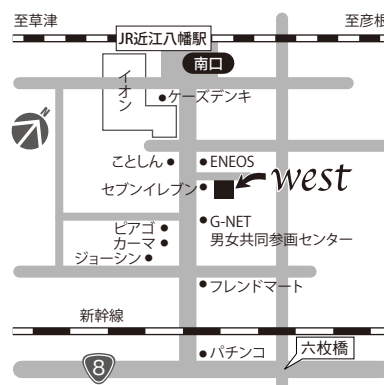 至草津
至彦根
JR近江八幡駅
南口
イオン
ケーズデンキ
N
ことしん
ENEOS
west
セブンイレブン
G-NET
男女共同参画センター
ピアゴ
カーマ
ジョーシン
フレンドマート
新幹線
パチンコ
六枚橋
8